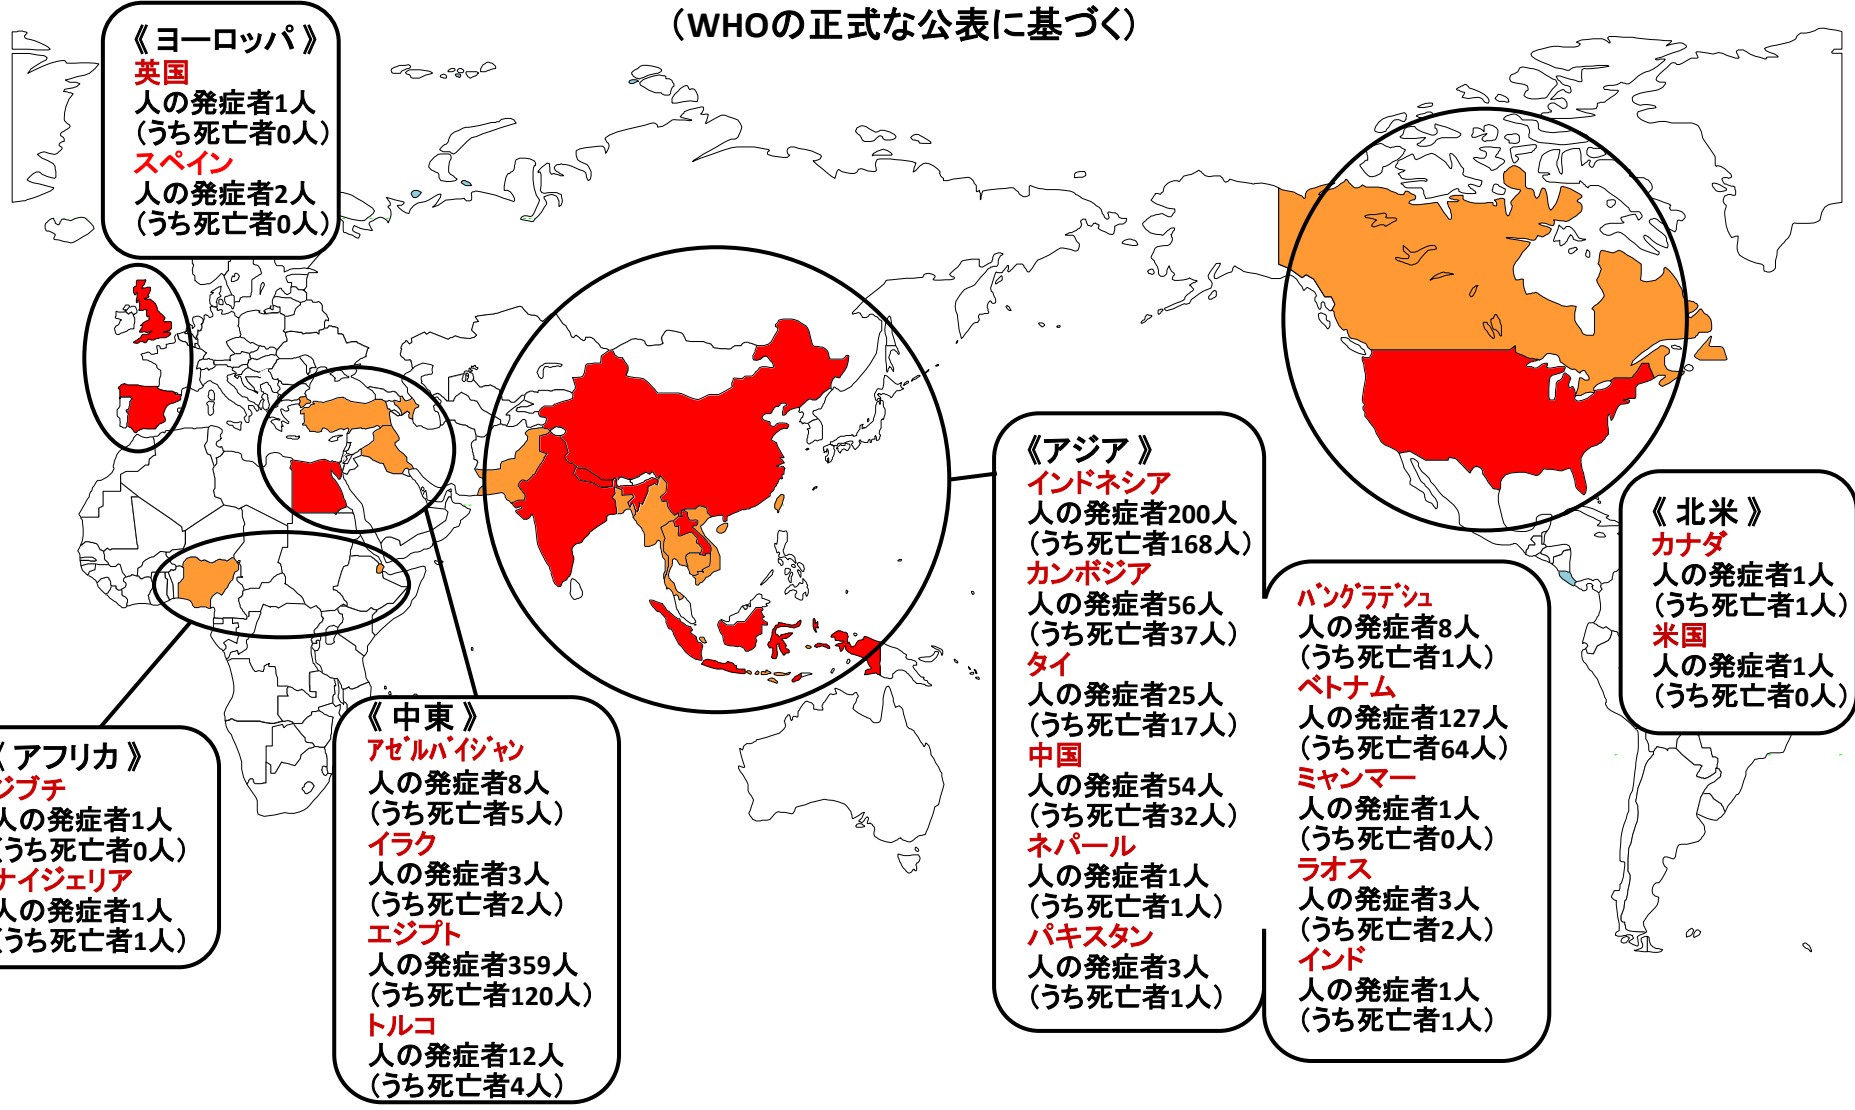 （WHOの正式な公表に基づく）
《 ヨーロッパ 》
英国
人の発症者1人
（うち死亡者0人）
スペイン
人の発症者2人
（うち死亡者0人）
《アジア 》
インドネシア
人の発症者200人
（うち死亡者168人）
カンボジア
人の発症者56人
（うち死亡者37人）
タイ
人の発症者25人
（うち死亡者17人）
中国
人の発症者54人
（うち死亡者32人）
ネパール
人の発症者1人
（うち死亡者1人）
パキスタン
人の発症者3人
（うち死亡者1人）
バングラデシュ
人の発症者8人
（うち死亡者1人）
ベトナム
人の発症者127人
（うち死亡者64人）
ミャンマー
人の発症者1人
（うち死亡者0人）
ラオス
人の発症者3人
（うち死亡者2人）
インド
人の発症者1人
（うち死亡者1人）
《 北米 》
カナダ
人の発症者1人
（うち死亡者1人）
米国
人の発症者1人
（うち死亡者0人）
《 アフリカ 》
ジブチ
人の発症者1人
（うち死亡者0人）
ナイジェリア
人の発症者1人
（うち死亡者1人）
《 中東 》
アゼルバイジャン
人の発症者8人
（うち死亡者5人）
イラク
人の発症者3人
（うち死亡者2人）
エジプト
人の発症者359人
（うち死亡者120人）
トルコ
人の発症者12人
（うち死亡者4人）